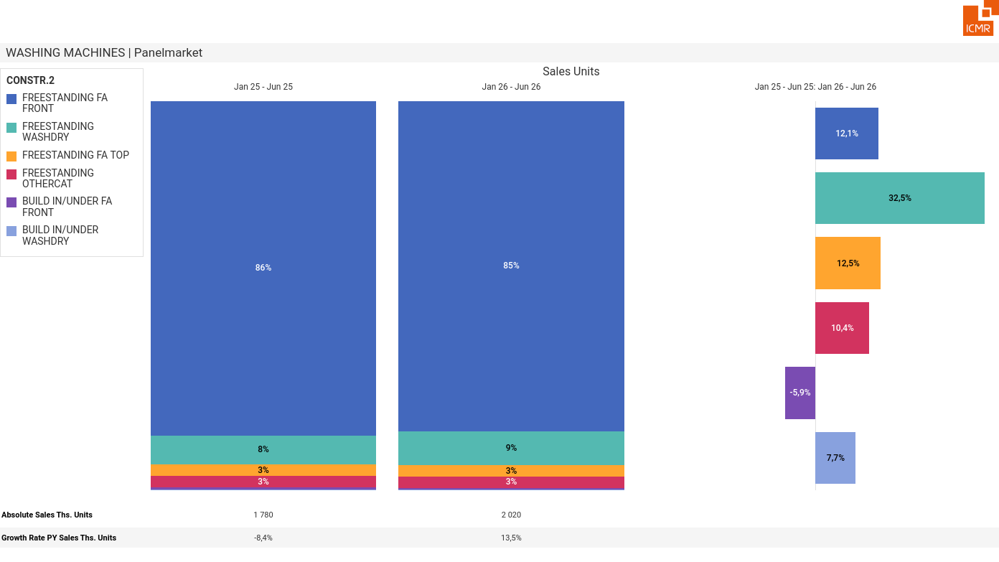 ICMR
WASHING MACHINES | Panelmarket
CONSTR.2
FREESTANDING FA
FRONT
FREESTANDING
WASHDRY
FREESTANDING FA TOP
FREESTANDING
OTHERCAT
BUILD IN/UNDER FA
FRONT
BUILD IN/UNDER
WASHDRY
Sales Units
Jan 25 - Jun 25
Jan 26 - Jun 26
Jan 25 - Jun 25: Jan 26 - Jun 26
86%
8%
3%
3%
85%
9%
3%
3%
12,1%
32,5%
12,5%
10,4%
-5,9%
7,7%
Absolute Sales Ths. Units 1 780 2 020
Growth Rate PY Sales Ths. Units -8,4% 13,5%